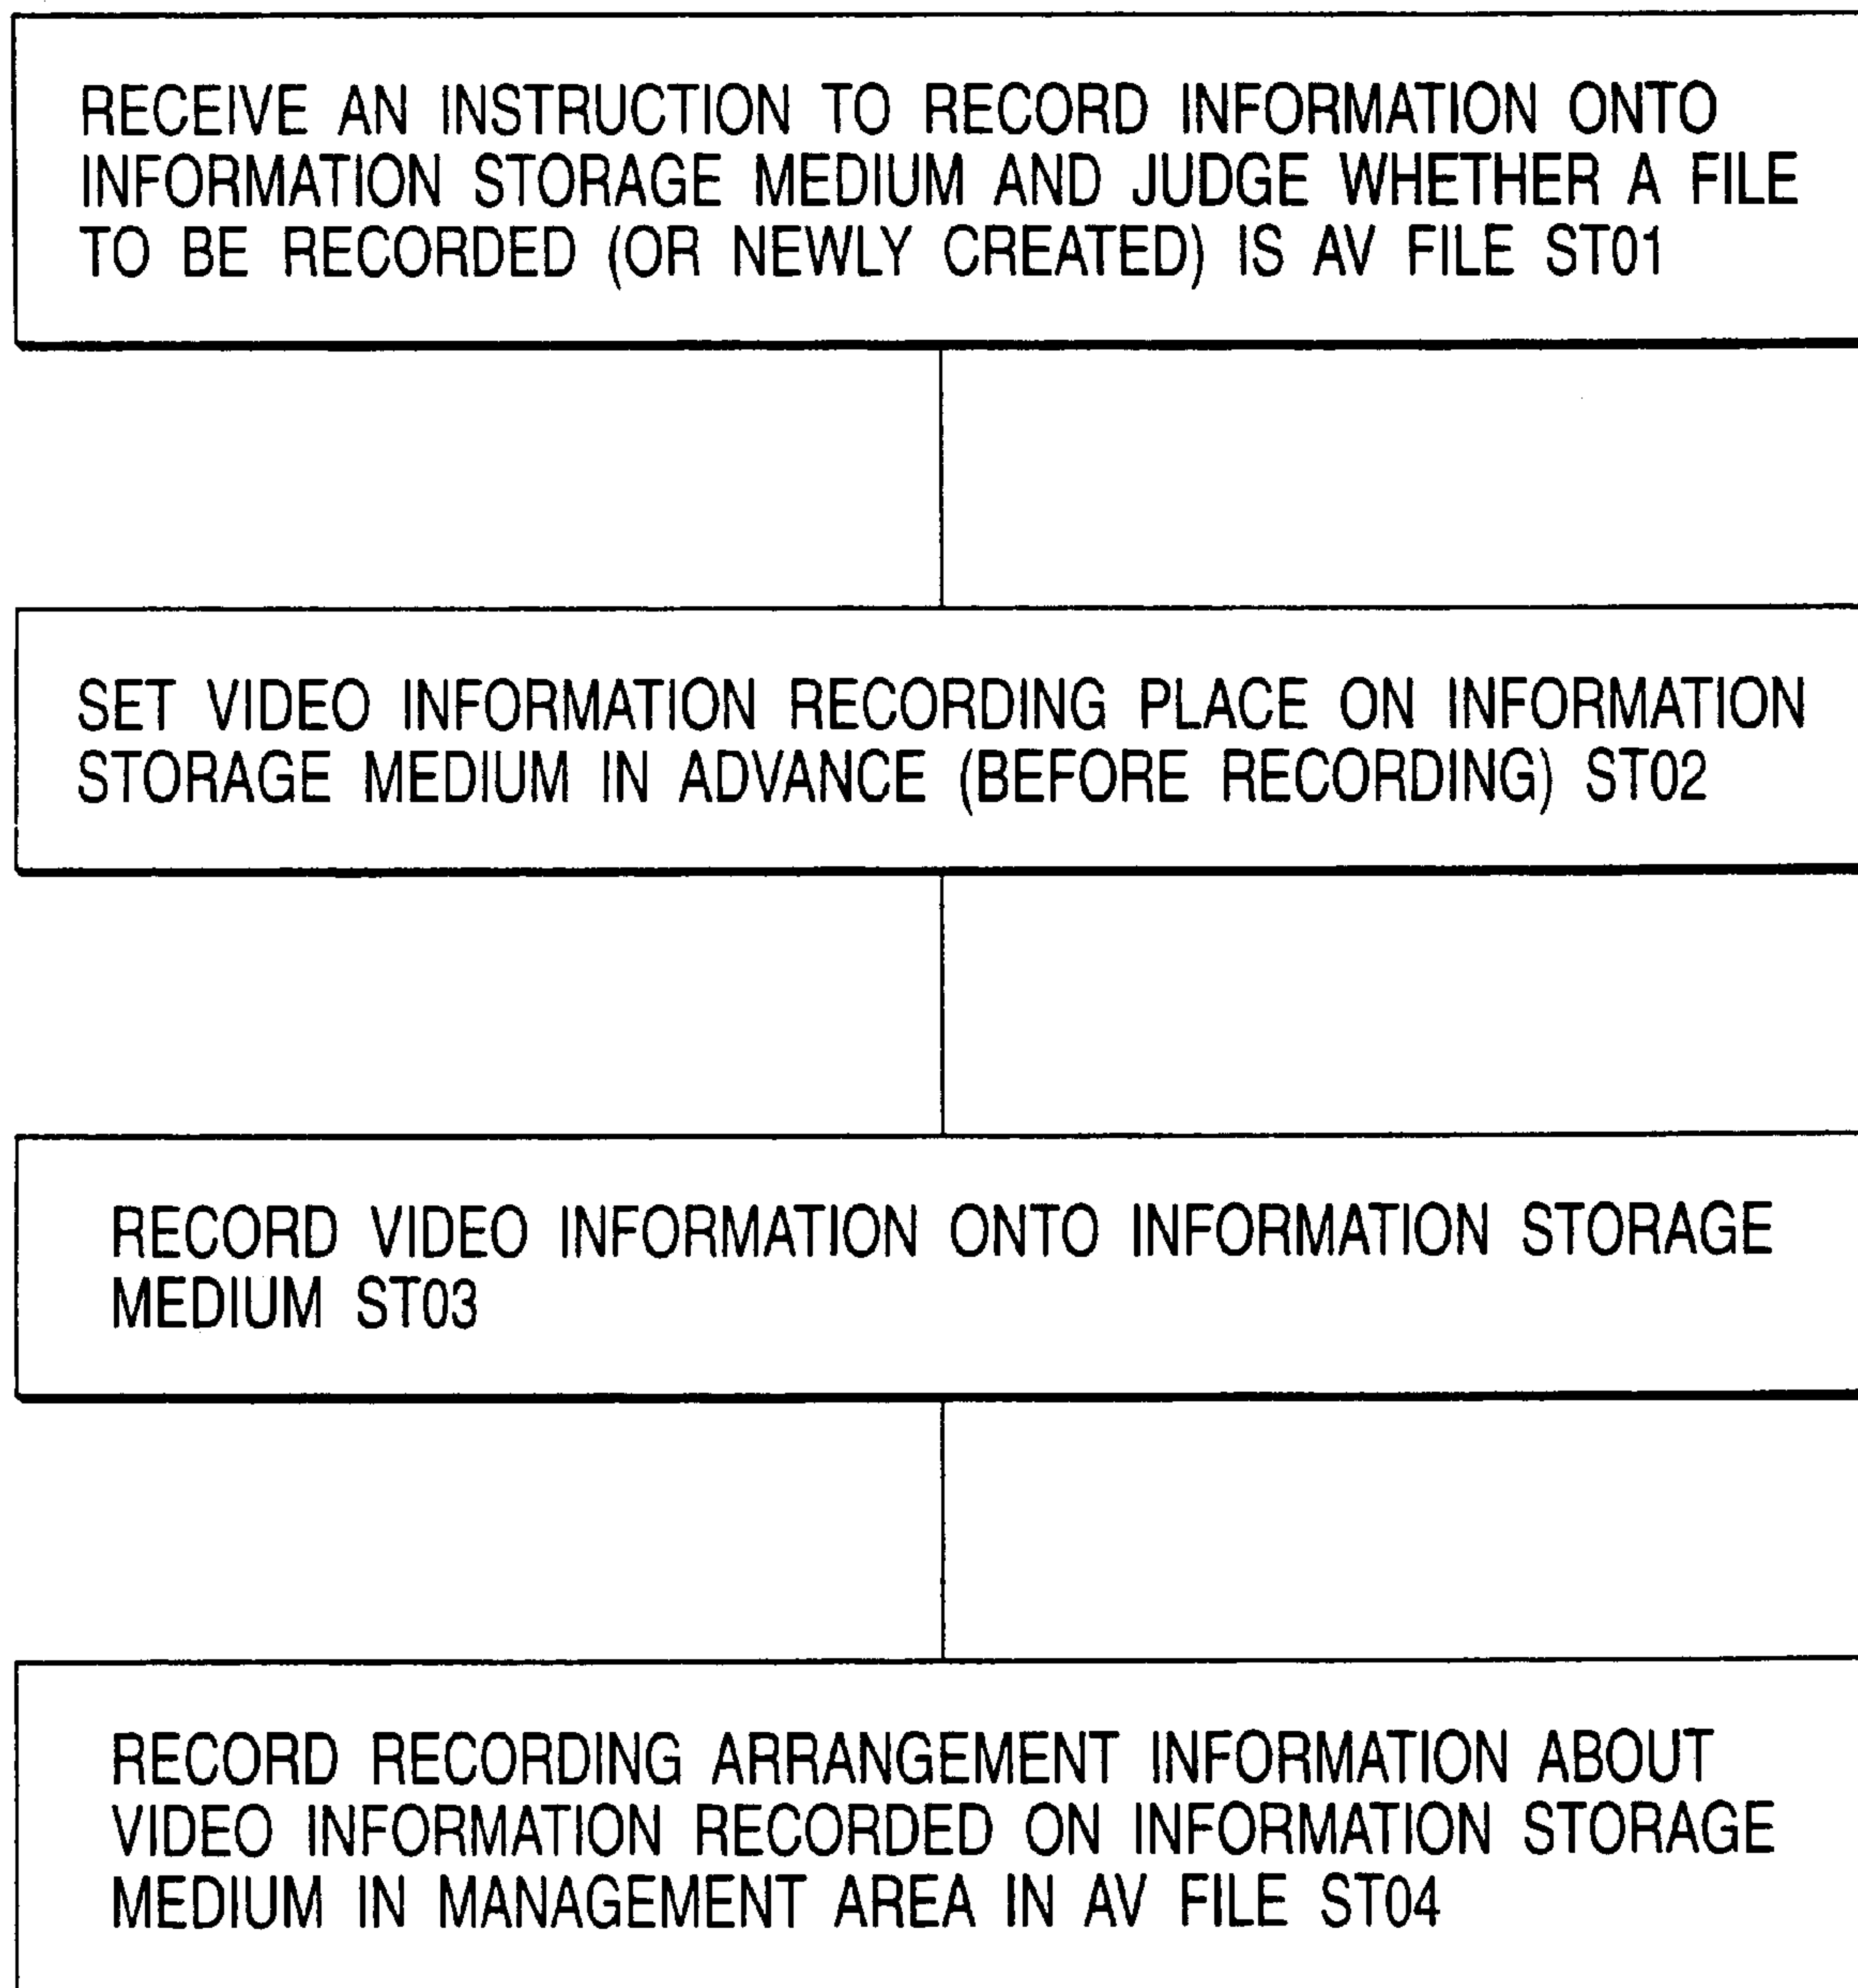 RECEIVE AN INSTRUCTION TO RECORD INFORMATION ONTO
INFORMATION STORAGE MEDIUM AND JUDGE WHETHER A FILE
TO BE RECORDED (OR NEWLY CREATED) IS AV FILE ST01
SET VIDEO INFORMATION RECORDING PLACE ON INFORMATION
STORAGE MEDIUM IN ADVANCE (BEFORE RECORDING) ST02
RECORD VIDEO INFORMATION ONTO INFORMATION STORAGE
MEDIUM ST03
RECORD RECORDING ARRANGEMENT INFORMATION ABOUT
VIDEO INFORMATION RECORDED ON INFORMATION STORAGE
MEDIUM IN MANAGEMENT AREA IN AV FILE ST04